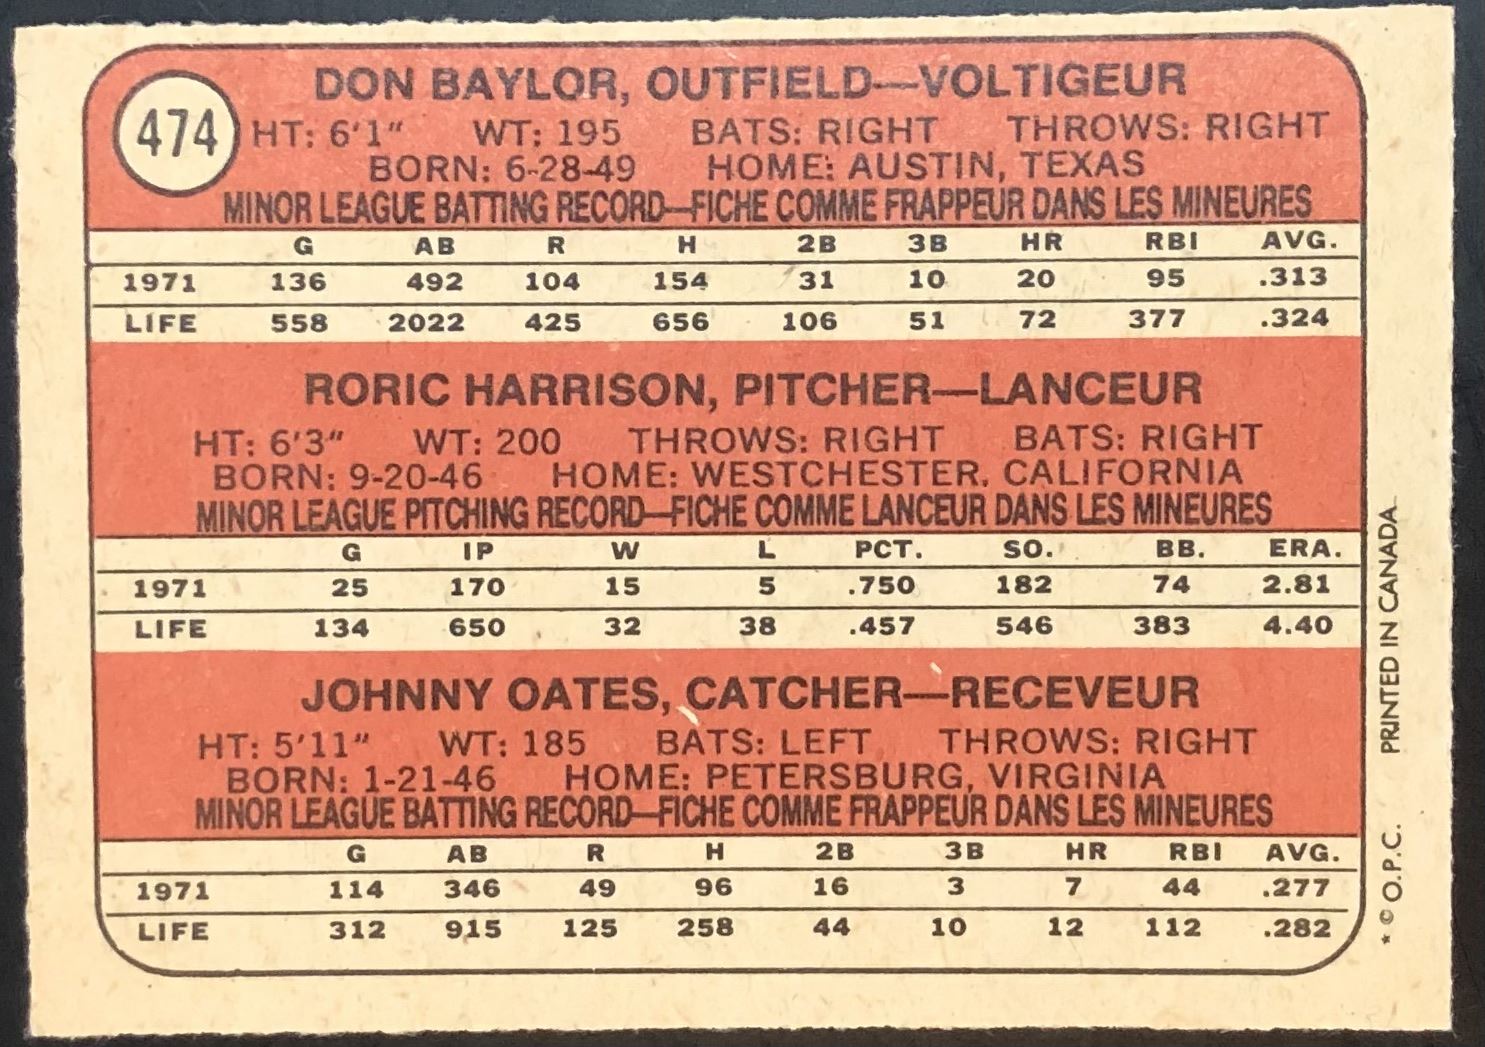 474
DON BAYLOR, OUTFIELD—VOLTIGEUR
HT: 6'1" WT: 195 BATS: RIGHT THROWS: RIGHT
BORN: 6-28-49 HOME: AUSTIN, TEXAS
MINOR LEAGUE BATTING RECORD—FICHE COMME FRAPPEUR DANS LES MINEURES
G AB R H 2B 3B HR RBI AVG.
1971 136 492 104 154 31 10 20 95 .313
LIFE 558 2022 425 656 106 51 72 377 .324
RORIC HARRISON, PITCHER—LANCEUR
HT: 6'3" WT: 200 THROWS: RIGHT BATS: RIGHT
BORN: 9-20-46 HOME: WESTCHESTER, CALIFORNIA
MINOR LEAGUE PITCHING RECORD—FICHE COMME LANCEUR DANS LES MINEURES
G IP W L PCT. SO. BB. ERA.
1971 25 170 15 5 .750 182 74 2.81
LIFE 134 650 32 38 .457 546 383 4.40
JOHNNY OATES, CATCHER—RECEVEUR
HT: 5'11" WT: 185 BATS: LEFT THROWS: RIGHT
BORN: 1-21-46 HOME: PETERSBURG, VIRGINIA
MINOR LEAGUE BATTING RECORD—FICHE COMME FRAPPEUR DANS LES MINEURES
G AB R H 2B 3B HR RBI AVG.
1971 114 346 49 96 16 3 7 44 .277
LIFE 312 915 125 258 44 10 12 112 .282
* © O.P.C. PRINTED IN CANADA